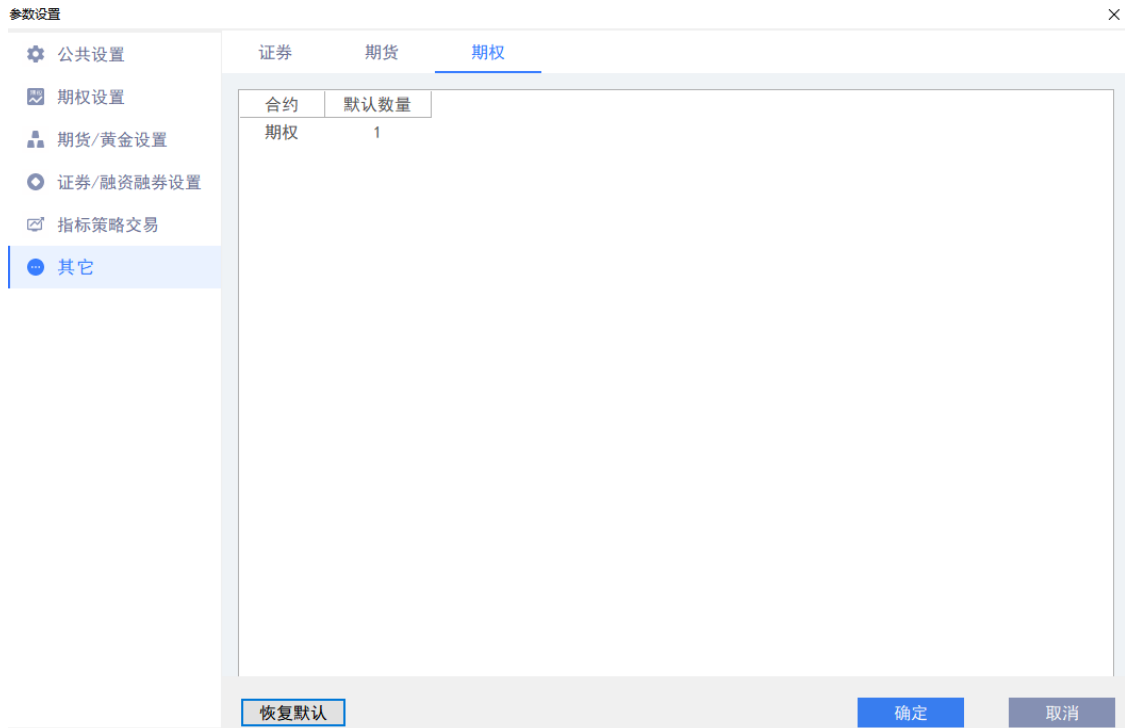 参数设置
公共设置
期权设置
期货/黄金设置
证券/融资融券设置
指标策略交易
其它
证券 期货 期权
合约 默认数量
期权 1
恢复默认 确定 取消